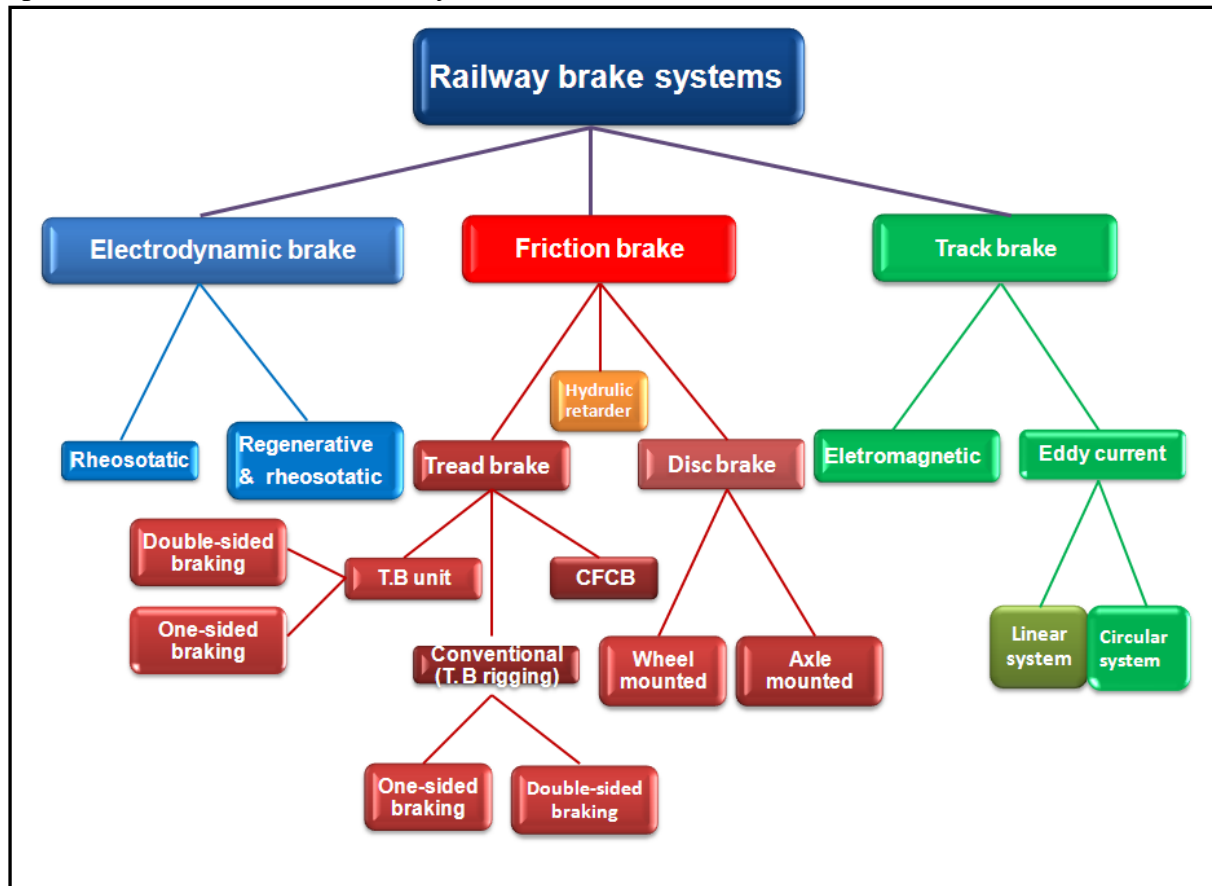 Railway brake systems
Electrodynamic brake
Friction brake
Track brake
Hydrulic
retarder
Rheosotatic
Regenerative
& rheosotatic
Tread brake
Disc brake
Eletromagnetic
Eddy current
Double-sided
braking
T.B unit
CFCB
One-sided
braking
Conventional
(T. B rigging)
Wheel
mounted
Axle
mounted
Linear
system
Circular
system
One-sided
braking
Double-sided
braking